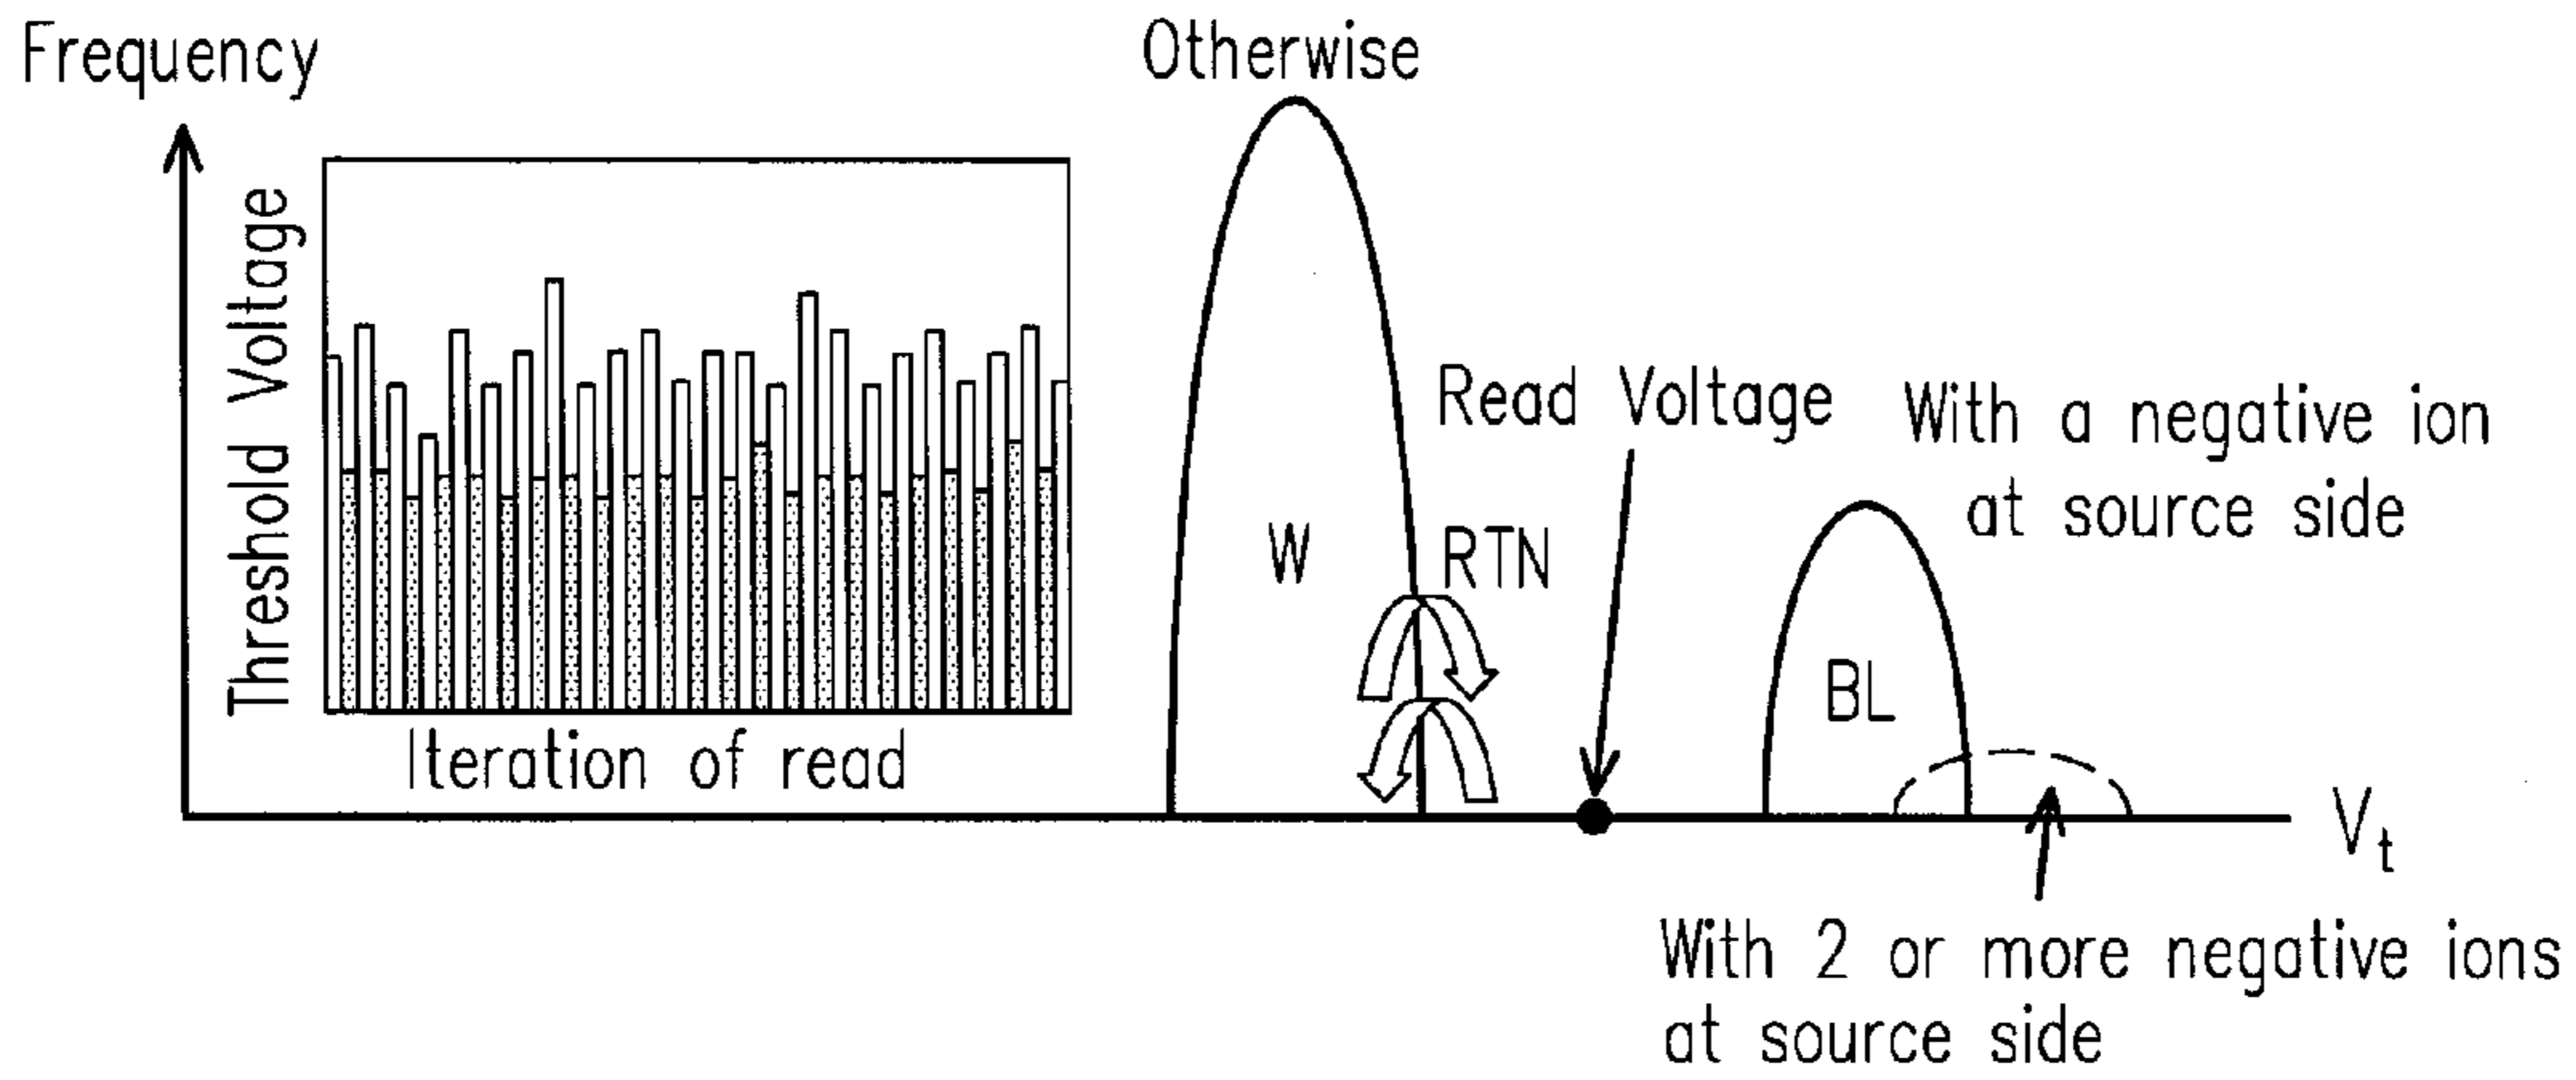 Frequency
Otherwise
Threshold Voltage
Iteration of read
W
RTN
Read Voltage
With a negative ion
at source side
BL
Vt
With 2 or more negative ions
at source side